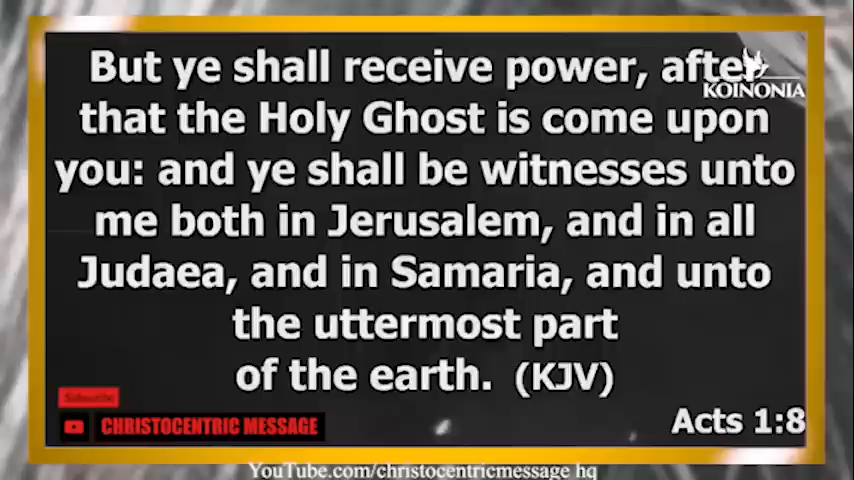 But ye shall receive power, after
KOINONIA
that the Holy Ghost is come upon
you: and ye shall be witnesses unto
me both in Jerusalem, and in all
Judaea, and in Samaria, and unto
the uttermost part
of the earth. (KJV)
Subscribe
CHRISTOCENTRIC MESSAGE
Acts 1:8
YouTube.com/christocentricmessage hq